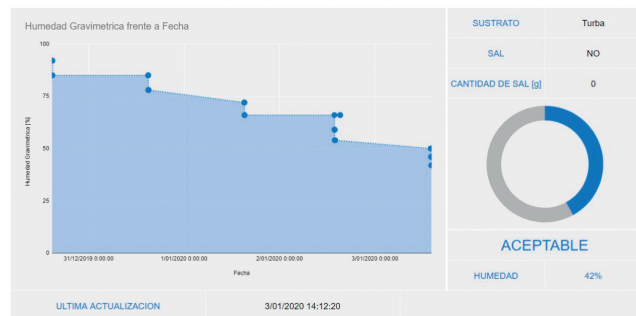 Humedad Gravimetrica frente a Fecha
100
75
50
25
0
Humedad Gravimetrica [%]
31/12/2019 0:00:00
1/01/2020 0:00:00
2/01/2020 0:00:00
3/01/2020 0:00:00
Fecha
SUSTRATO Turba
SAL NO
CANTIDAD DE SAL [g] 0
ACEPTABLE
HUMEDAD 42%
ULTIMA ACTUALIZACION 3/01/2020 14:12:20